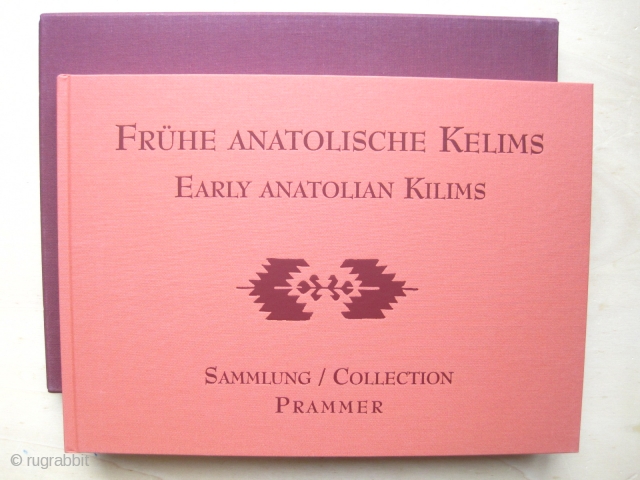 FRÜHE ANATOLISCHE KELIMS
EARLY ANATOLIAN KILIMS
SAMMLUNG / COLLECTION
PRAMMER
© rugrabbit